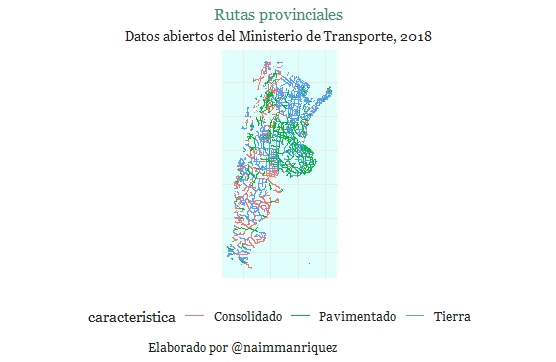 Rutas provinciales
Datos abiertos del Ministerio de Transporte, 2018
caracteristica Consolidado Pavimentado Tierra
Elaborado por @naimmanriquez